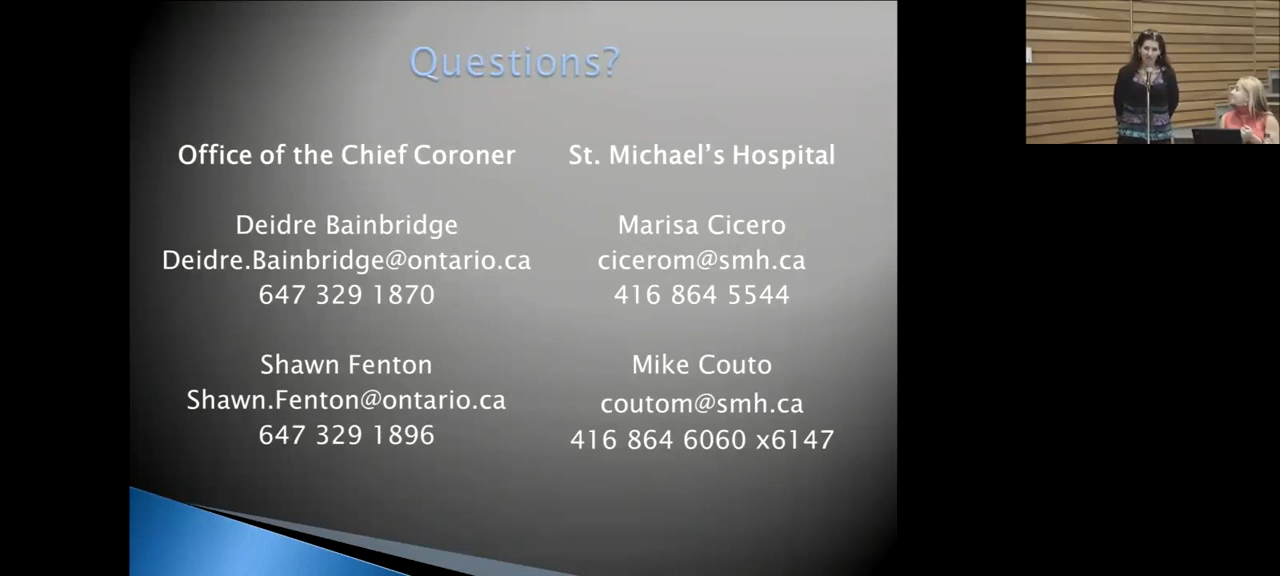 Questions?
Office of the Chief Coroner
Deidre Bainbridge
Deidre.Bainbridge@ontario.ca
647 329 1870
Shawn Fenton
Shawn.Fenton@ontario.ca
647 329 1896
St. Michael's Hospital
Marisa Cicero
cicerom@smh.ca
416 864 5544
Mike Couto
coutom@smh.ca
416 864 6060 x6147